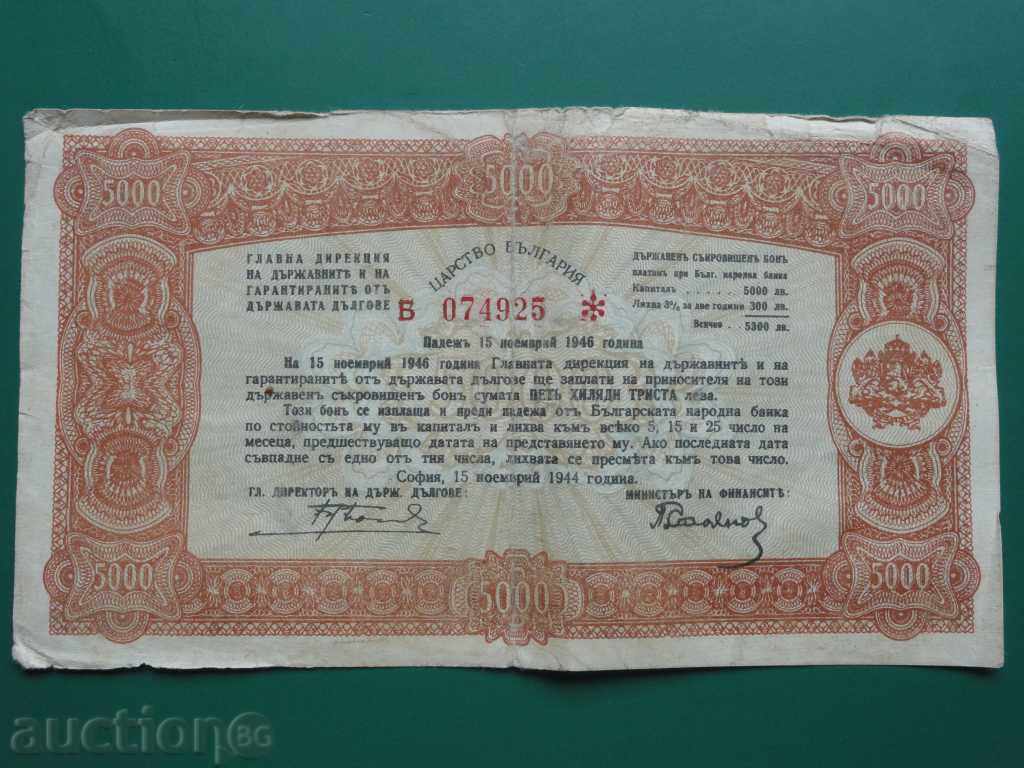 5000 5000 5000
ГЛАВНА ДИРЕКЦИЯ
НА ДЪРЖАВНИТѢ И НА
ГАРАНТИРАНИТѢ ОТЪ
ДЪРЖАВАТА ДЪЛГОВЕ
ЦАРСТВО БЪЛГАРИЯ
ДЪРЖАВЕНЪ СЪКРОВИЩЕНЪ БОНЪ
платимъ при Бълг. народна банка
Капиталъ . . . . . 5000 лв.
Лихва 3% за две години 300 лв.
Всичко . . 5300 лв.
Б 074925 *
Падежъ 15 ноемврий 1946 година
На 15 ноемврий 1946 година Главната дирекция на държавнитѣ и на
гарантиранитѣ отъ държавата дългове ще заплати на приносителя на този
държавен съкровищен бонъ сумата ПЕТЬ ХИЛЯДИ ТРИСТА лева.
Този бонъ се изплаща и преди падежа отъ Българската народна банка
по стойностьта му въ капиталъ и лихва къмъ всѣко 5, 15 и 25 число на
месеца, предшествуващо датата на представянето му. Ако последната дата
съвпадне съ едно отъ тия числа, лихвата се пресмѣта къмъ това число.
София, 15 ноемврий 1944 година.
ГЛ. ДИРЕКТОРЪ НА ДЪРЖ. ДЪЛГОВЕ:
МИНИСТЪРЪ НА ФИНАНСИТѢ:
5000 5000 5000
auction BG